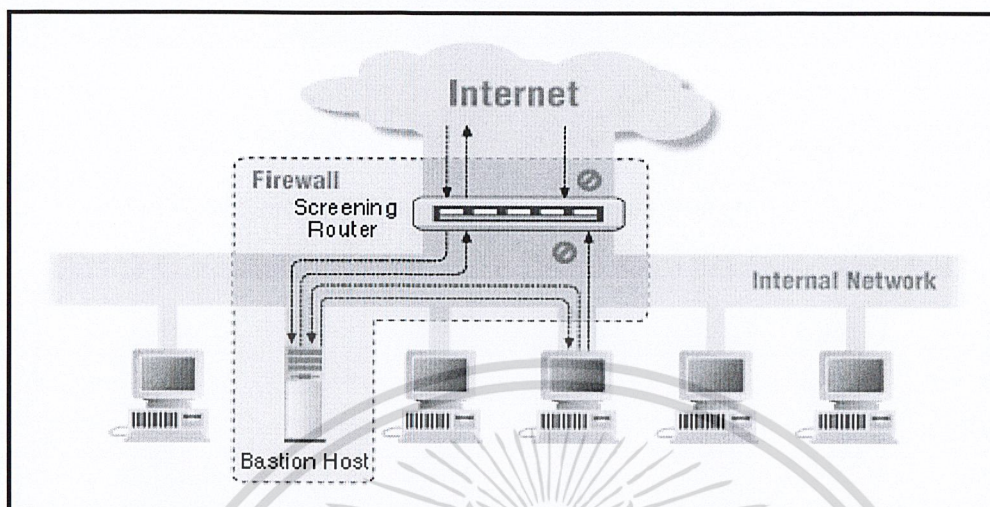 Internet
Firewall
Screening
Router
Internal Network
Bastion Host